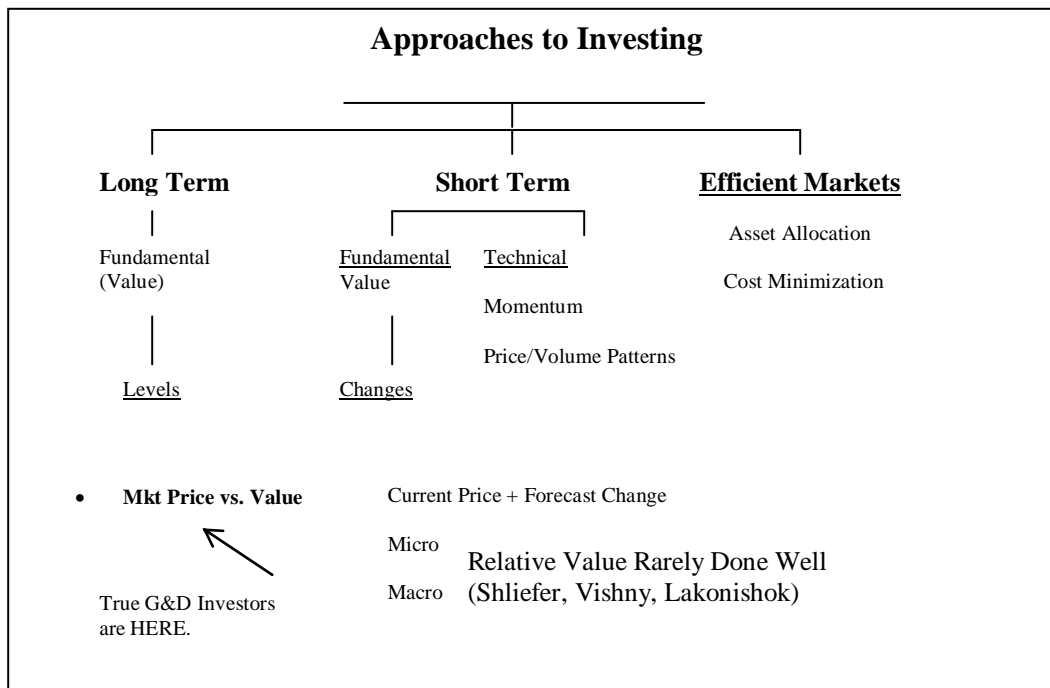 Approaches to Investing
Long Term
Short Term
Efficient Markets
Fundamental
(Value)
Levels
Fundamental
Value
Changes
Technical
Momentum
Price/Volume Patterns
Asset Allocation
Cost Minimization
• Mkt Price vs. Value
True G&D Investors
are HERE.
Current Price + Forecast Change
Micro
Macro
Relative Value Rarely Done Well
(Shliefer, Vishny, Lakonishok)